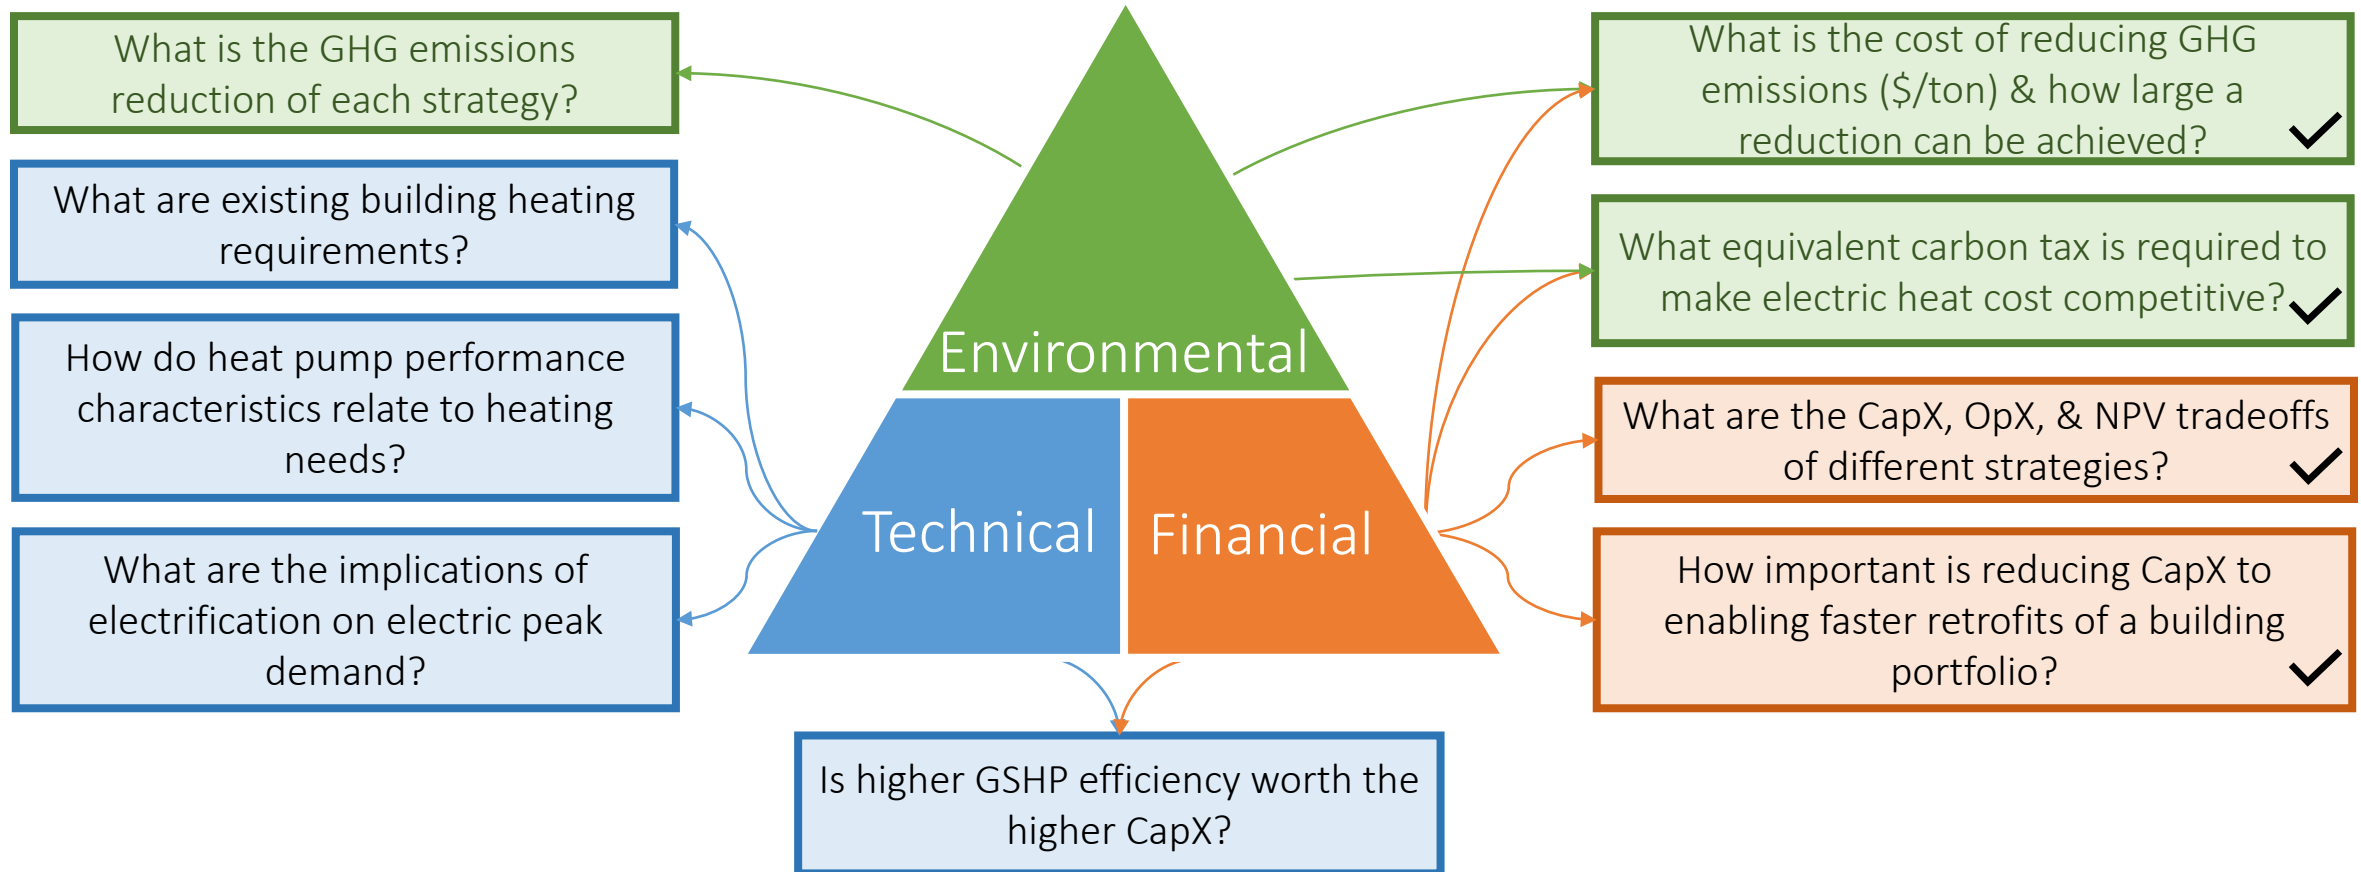 What is the GHG emissions
reduction of each strategy?
What are existing building heating
requirements?
How do heat pump performance
characteristics relate to heating
needs?
What are the implications of
electrification on electric peak
demand?
Environmental
Technical
Financial
Is higher GSHP efficiency worth the
higher CapX?
What is the cost of reducing GHG
emissions ($/ton) & how large a
reduction can be achieved?
What equivalent carbon tax is required to
make electric heat cost competitive?
What are the CapX, OpX, & NPV tradeoffs
of different strategies?
How important is reducing CapX to
enabling faster retrofits of a building
portfolio?